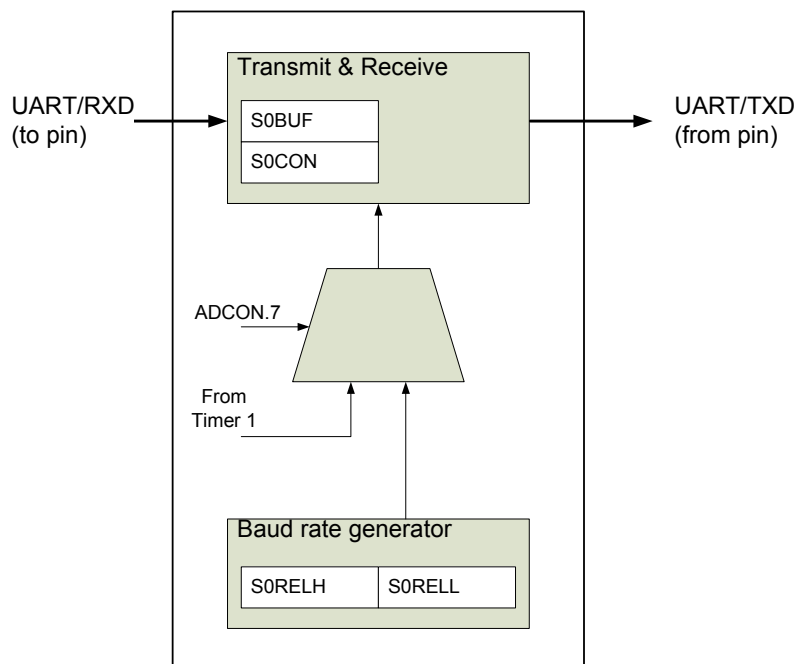 Transmit & Receive
UART/RXD
(to pin)
S0BUF
S0CON
UART/TXD
(from pin)
ADCON.7
From
Timer 1
Baud rate generator
S0RELH
S0RELL